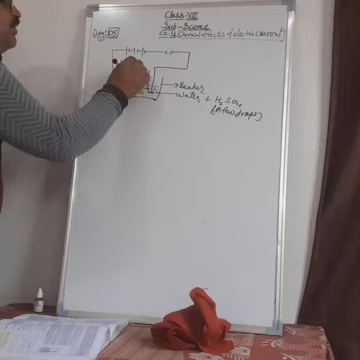 Class-VIII
Sub-Science
Day-05
Ch-14 Chemical effects of electric current
→ Beaker
Water + H₂SO₄
(A few drops)